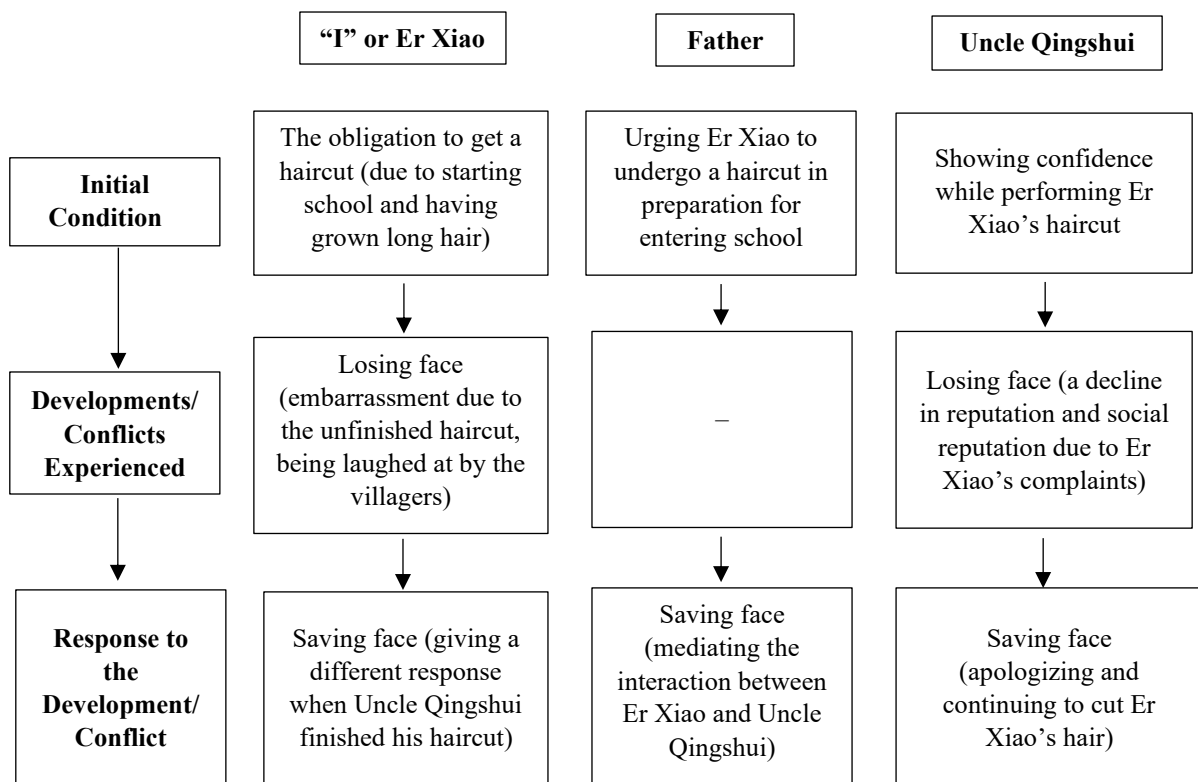 “I” or Er Xiao
Father
Uncle Qingshui
Initial
Condition
The obligation to get a
haircut (due to starting
school and having
grown long hair)
Urging Er Xiao to
undergo a haircut in
preparation for
entering school
Showing confidence
while performing Er
Xiao’s haircut
Developments/
Conflicts
Experienced
Losing face
(embarrassment due to
the unfinished haircut,
being laughed at by the
villagers)
–
Losing face (a decline
in reputation and social
reputation due to Er
Xiao’s complaints)
Response to
the
Development/
Conflict
Saving face (giving a
different response
when Uncle Qingshui
finished his haircut)
Saving face
(mediating the
interaction between
Er Xiao and Uncle
Qingshui)
Saving face
(apologizing and
continuing to cut Er
Xiao’s hair)